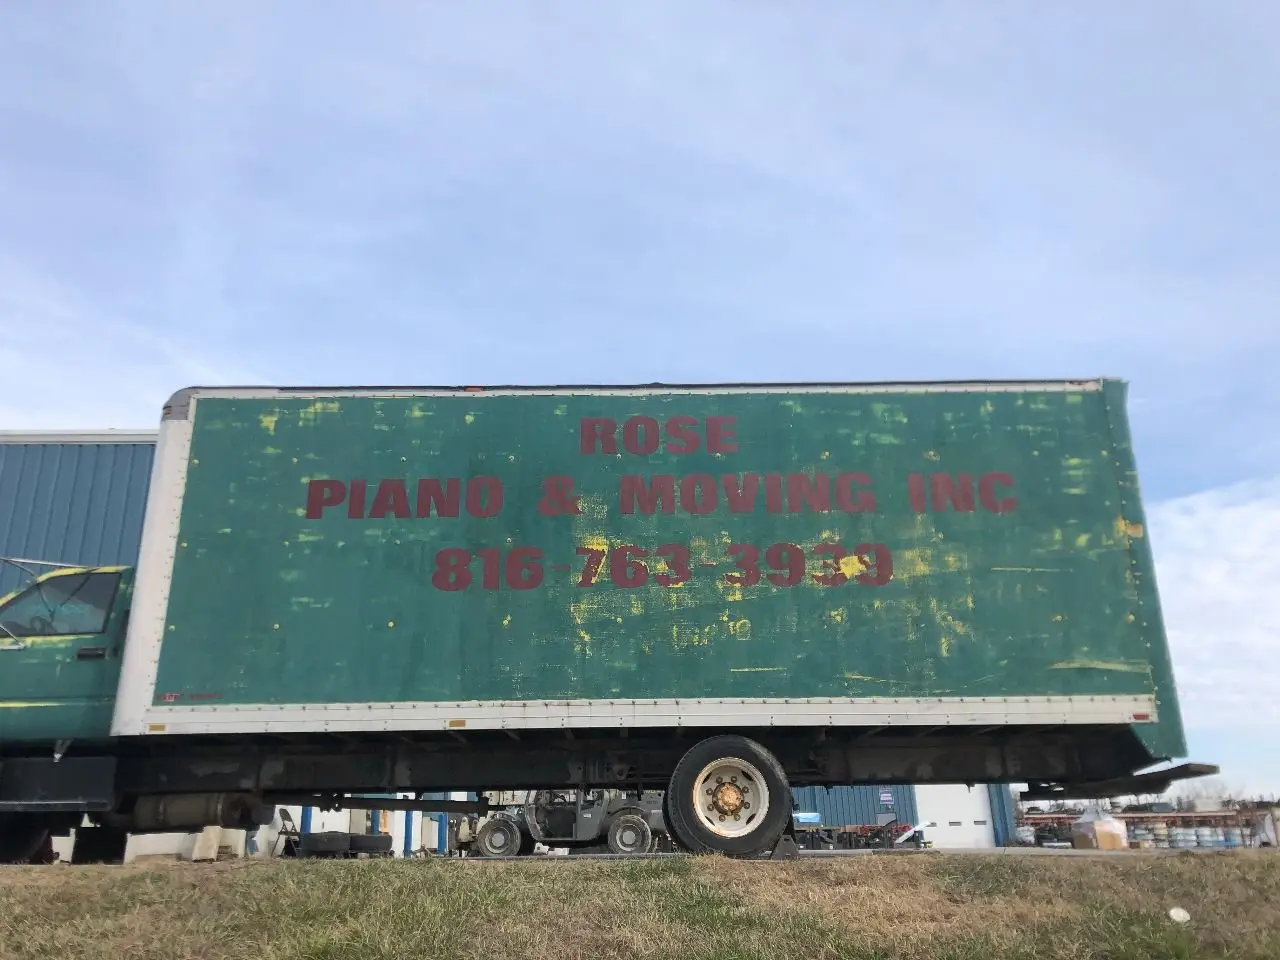 ROSE
PIANO & MOVING INC
816-763-3939